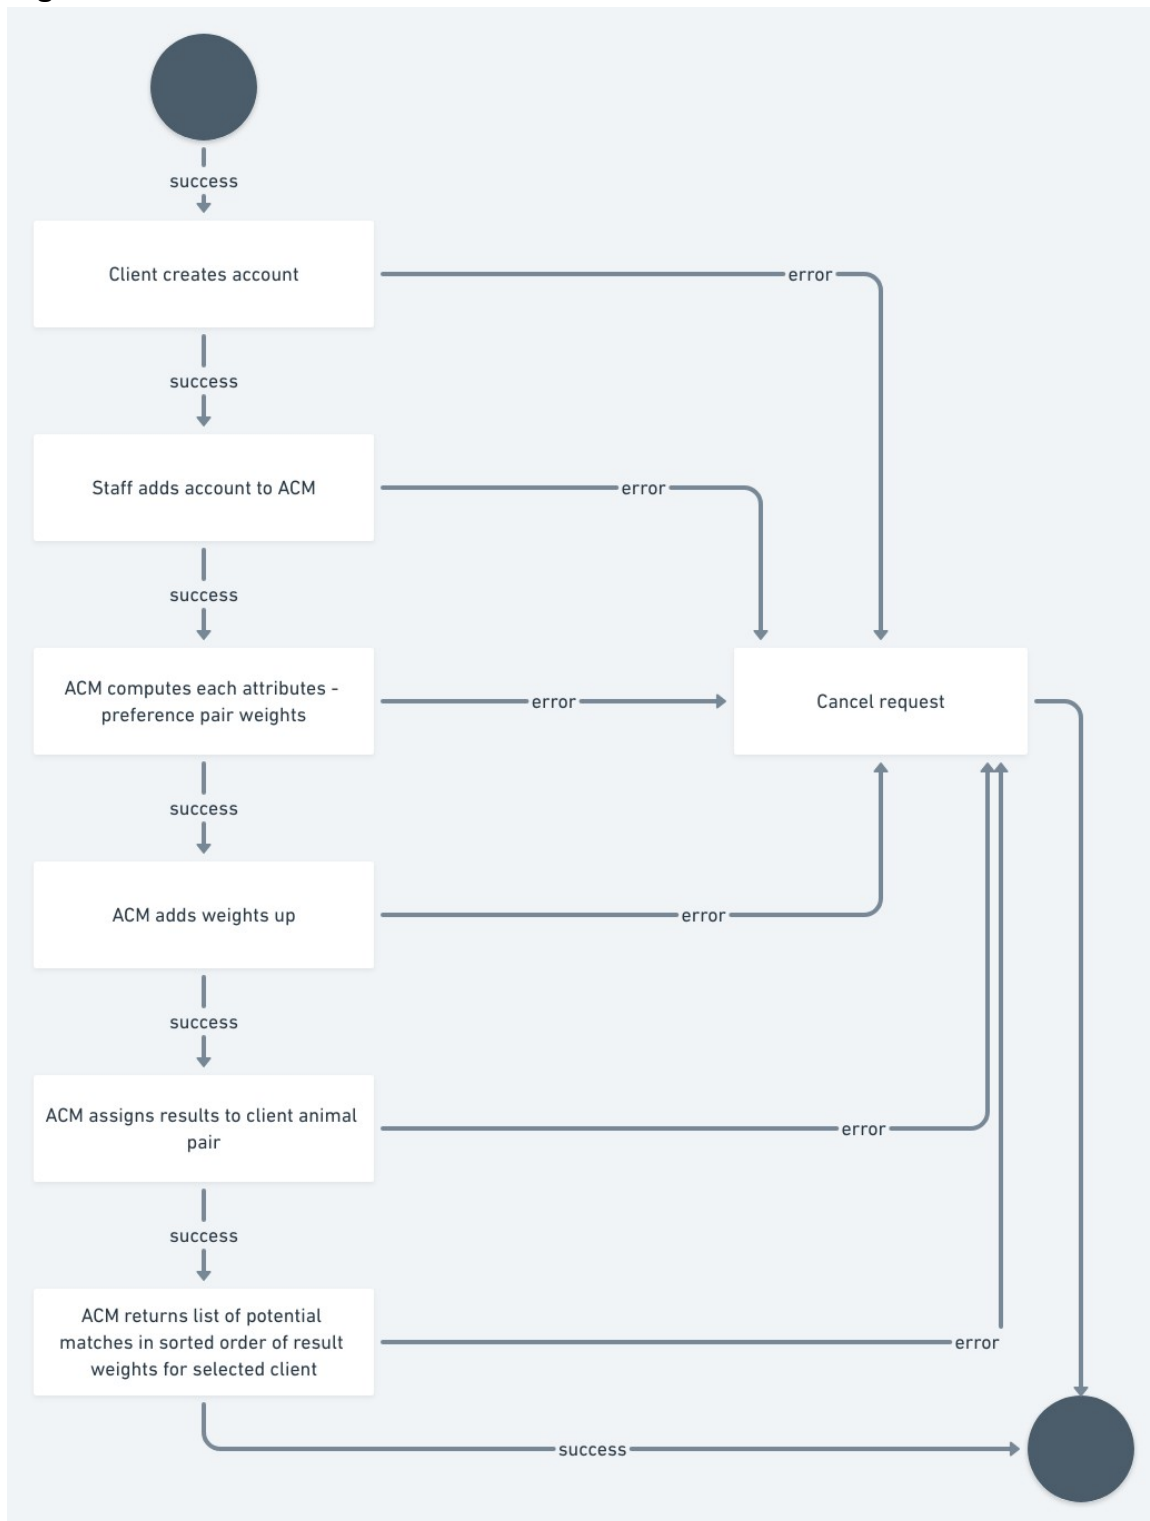 success
Client creates account
error
success
Staff adds account to ACM
error
success
ACM computes each attributes -
preference pair weights
error
Cancel request
success
ACM adds weights up
error
success
ACM assigns results to client animal
pair
error
success
ACM returns list of potential
matches in sorted order of result
weights for selected client
error
success